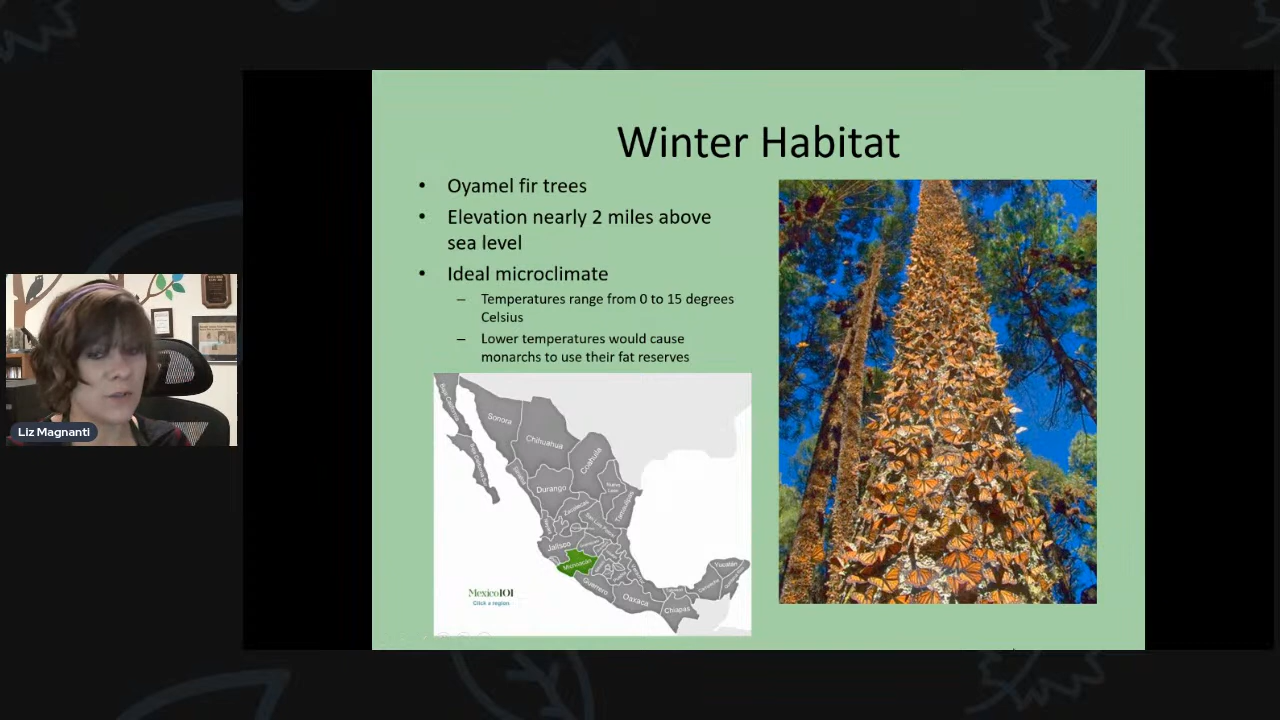 Winter Habitat
• Oyamel fir trees
• Elevation nearly 2 miles above
sea level
• Ideal microclimate
– Temperatures range from 0 to 15 degrees
Celsius
– Lower temperatures would cause
monarchs to use their fat reserves
Sonora
Chihuahua
Coahuila
Durango
Jalisco
Michoacán
Guerrero
Oaxaca
Chiapas
Yucatán
Mexico101
Click a region
Liz Magnanti